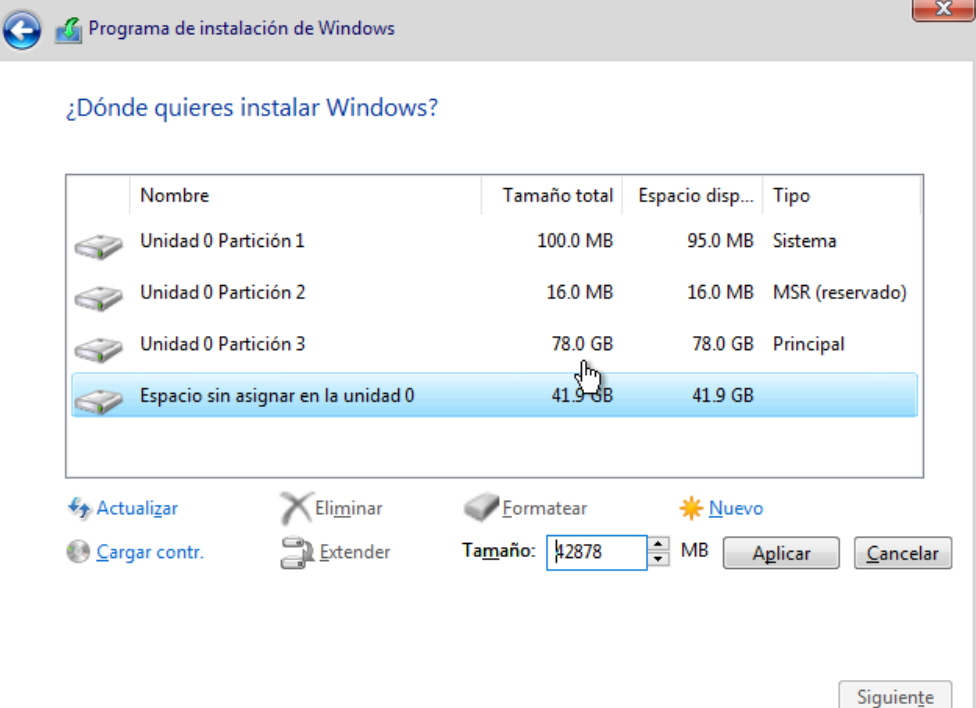 Programa de instalación de Windows
¿Dónde quieres instalar Windows?
Nombre Tamaño total Espacio disp... Tipo
Unidad 0 Partición 1 100.0 MB 95.0 MB Sistema
Unidad 0 Partición 2 16.0 MB 16.0 MB MSR (reservado)
Unidad 0 Partición 3 78.0 GB 78.0 GB Principal
Espacio sin asignar en la unidad 0 41.9 GB 41.9 GB
Actualizar Eliminar Formatear Nuevo
Cargar contr. Extender Tamaño: 42878 MB Aplicar Cancelar
Siguiente